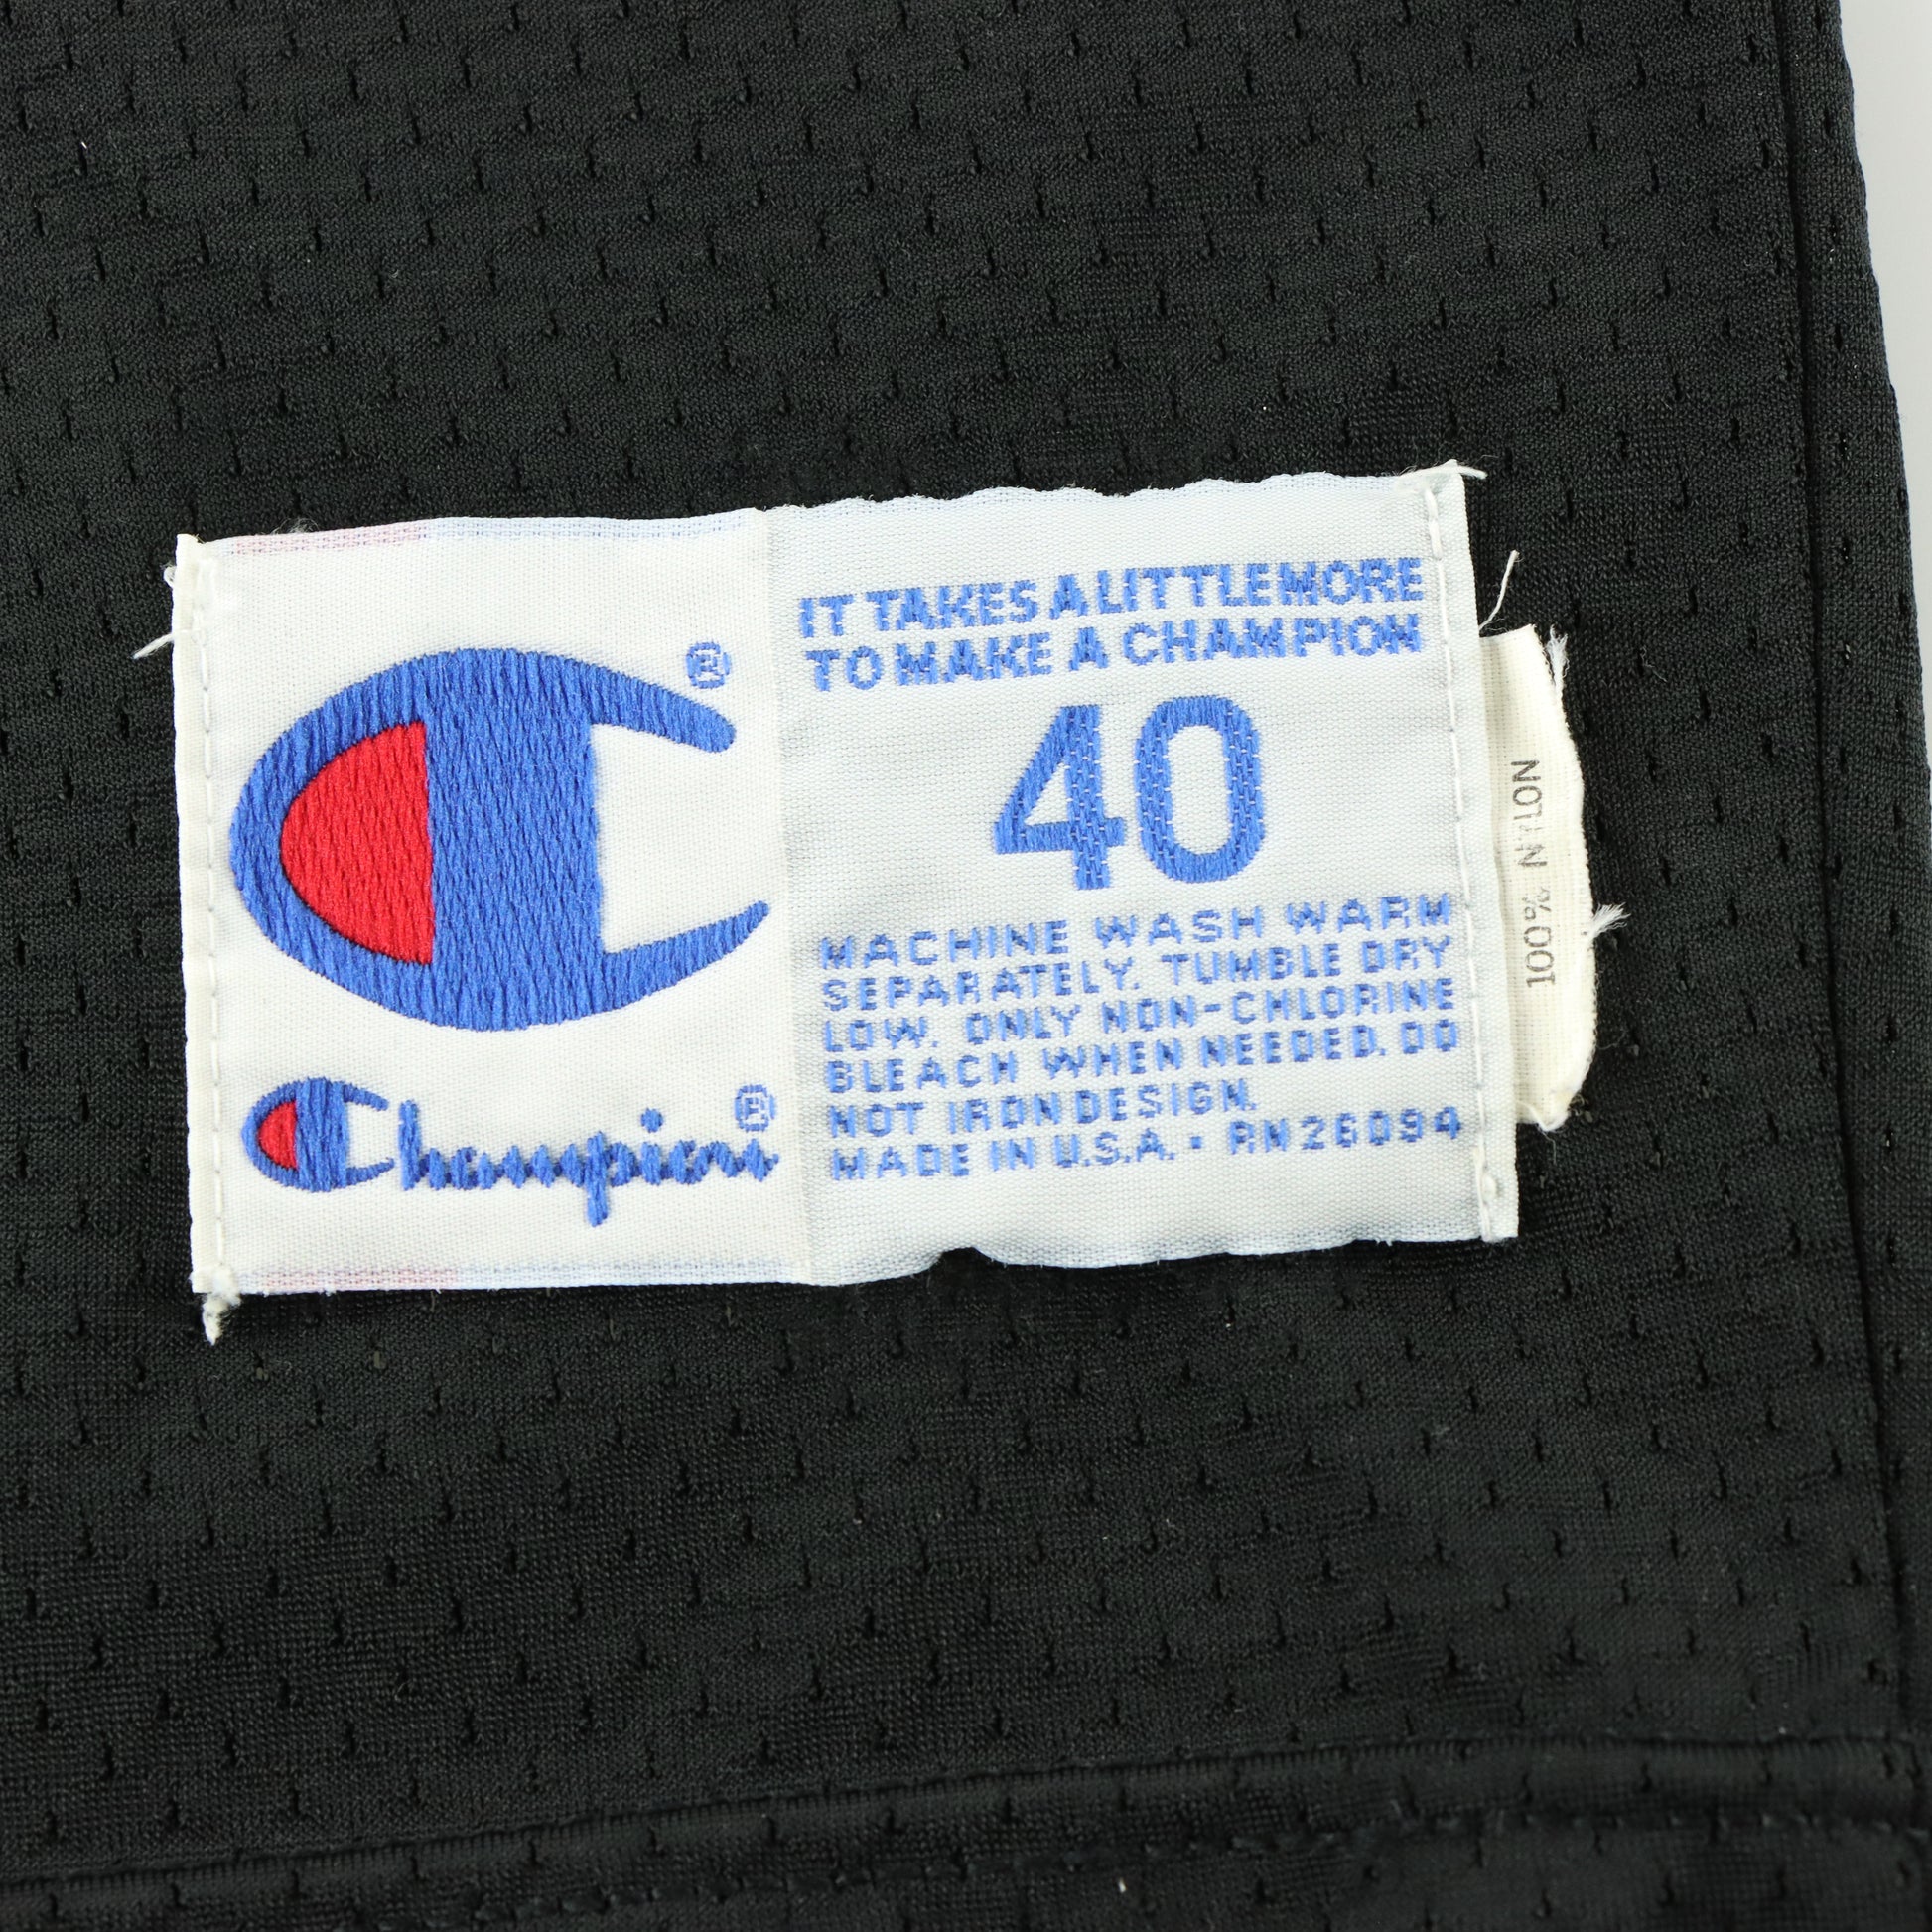 ®
Champion®
IT TAKES A LITTLE MORE
TO MAKE A CHAMPION
40
MACHINE WASH WARM
SEPARATELY. TUMBLE DRY
LOW. ONLY NON-CHLORINE
BLEACH WHEN NEEDED. DO
NOT IRON DESIGN.
MADE IN U.S.A. • RN26094
100% NYLON